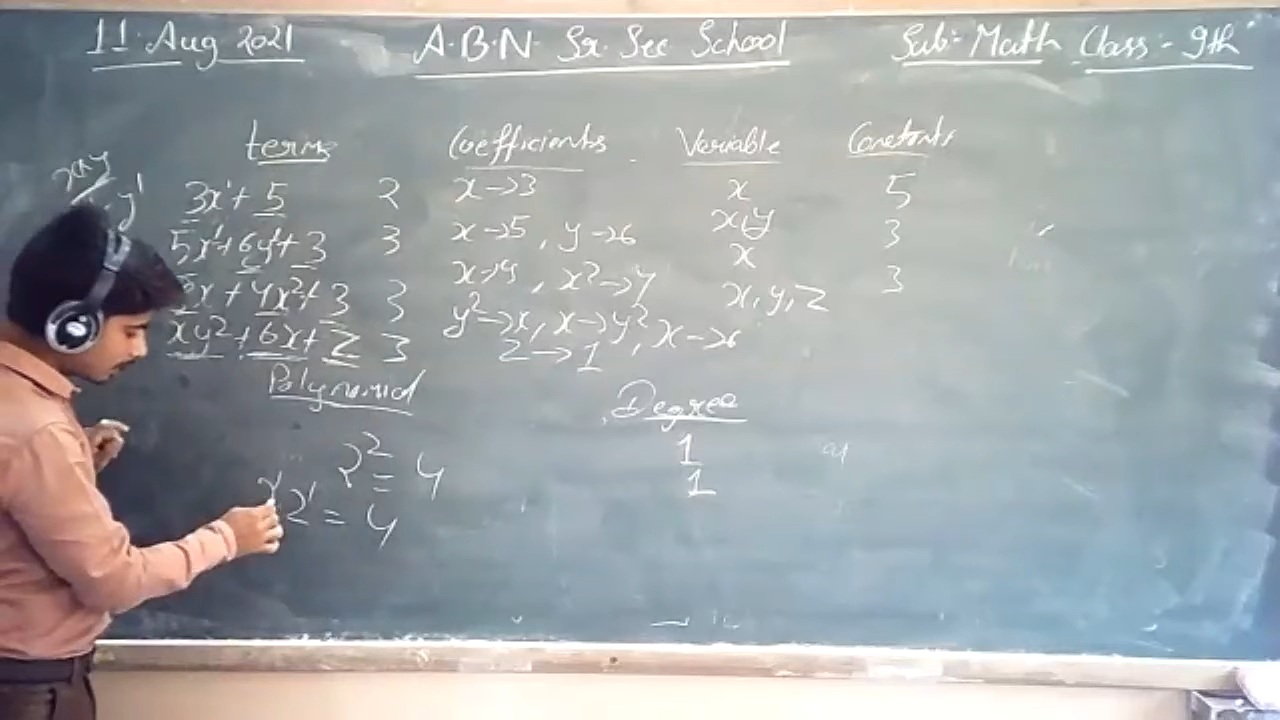 11 Aug 2021 A.B.N. Sr. Sec. School Sub:- Math Class:- 9th
terms Coefficients Variable Constants
3x¹ + 5 2 x→3 x 5
5x¹ + 6y¹ + 3 3 x→5, y→6 x,y 3
x + 4x² + 3 3 x→4, x²→4 x 3
xy² + 6x + z 3 y²→x, x→y², x→6 x, y, z
z→1
Polynomial Degree
2² = 4 1
2¹ 2¹ = 4 1